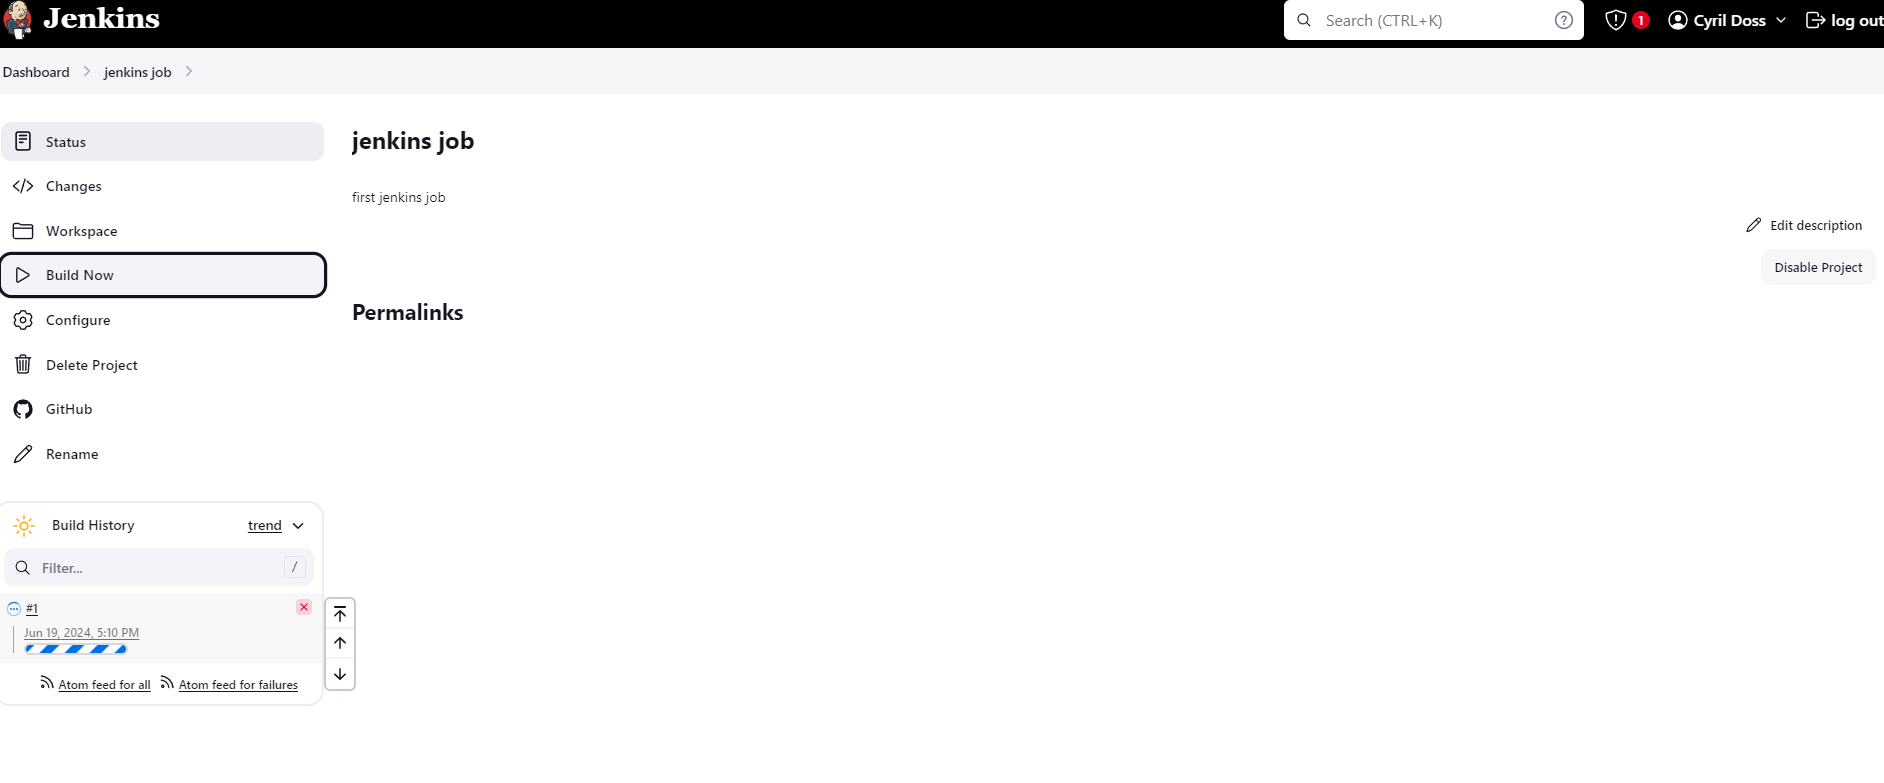 Jenkins
Search (CTRL+K)
1
Cyril Doss
log out
Dashboard
jenkins job
Status
Changes
Workspace
Build Now
Configure
Delete Project
GitHub
Rename
jenkins job
first jenkins job
Edit description
Disable Project
Permalinks
Build History
trend
Filter...
/
#1
Jun 19, 2024, 5:10 PM
Atom feed for all
Atom feed for failures